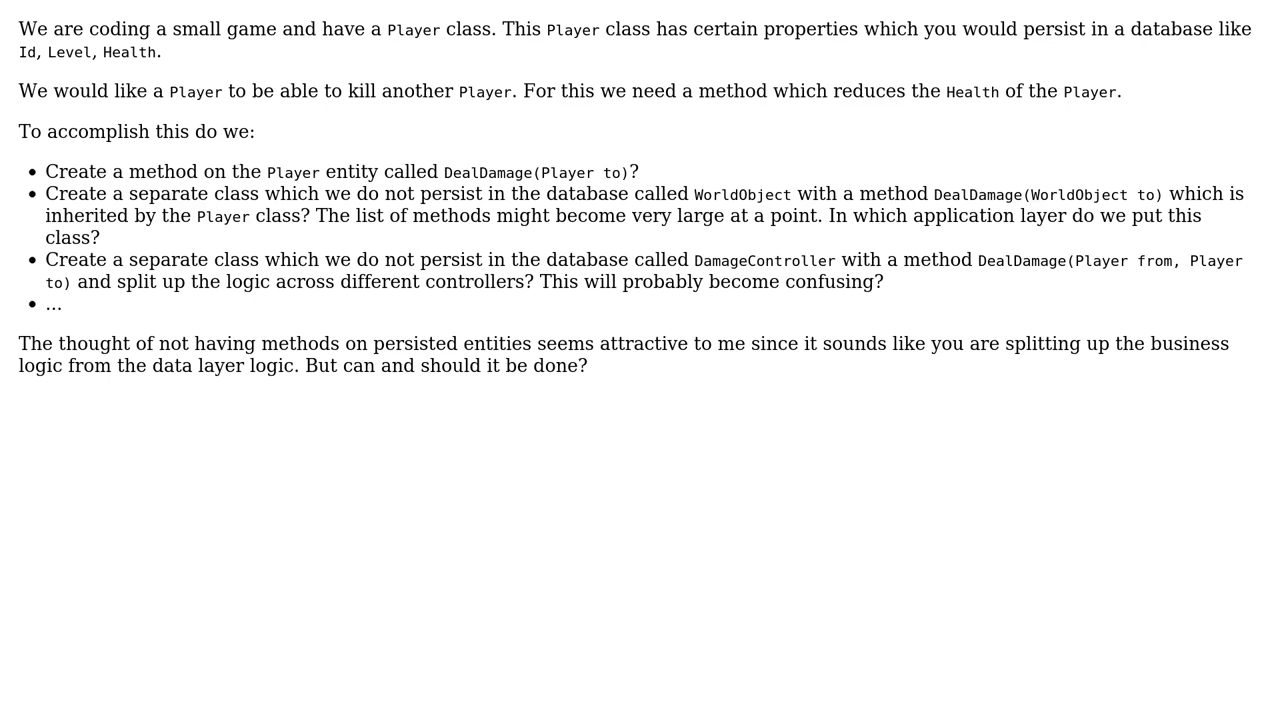 We are coding a small game and have a Player class. This Player class has certain properties which you would persist in a database like
Id, Level, Health.
We would like a Player to be able to kill another Player. For this we need a method which reduces the Health of the Player.
To accomplish this do we:
• Create a method on the Player entity called DealDamage(Player to)?
• Create a separate class which we do not persist in the database called WorldObject with a method DealDamage(WorldObject to) which is
inherited by the Player class? The list of methods might become very large at a point. In which application layer do we put this
class?
• Create a separate class which we do not persist in the database called DamageController with a method DealDamage(Player from, Player
to) and split up the logic across different controllers? This will probably become confusing?
• ...
The thought of not having methods on persisted entities seems attractive to me since it sounds like you are splitting up the business
logic from the data layer logic. But can and should it be done?